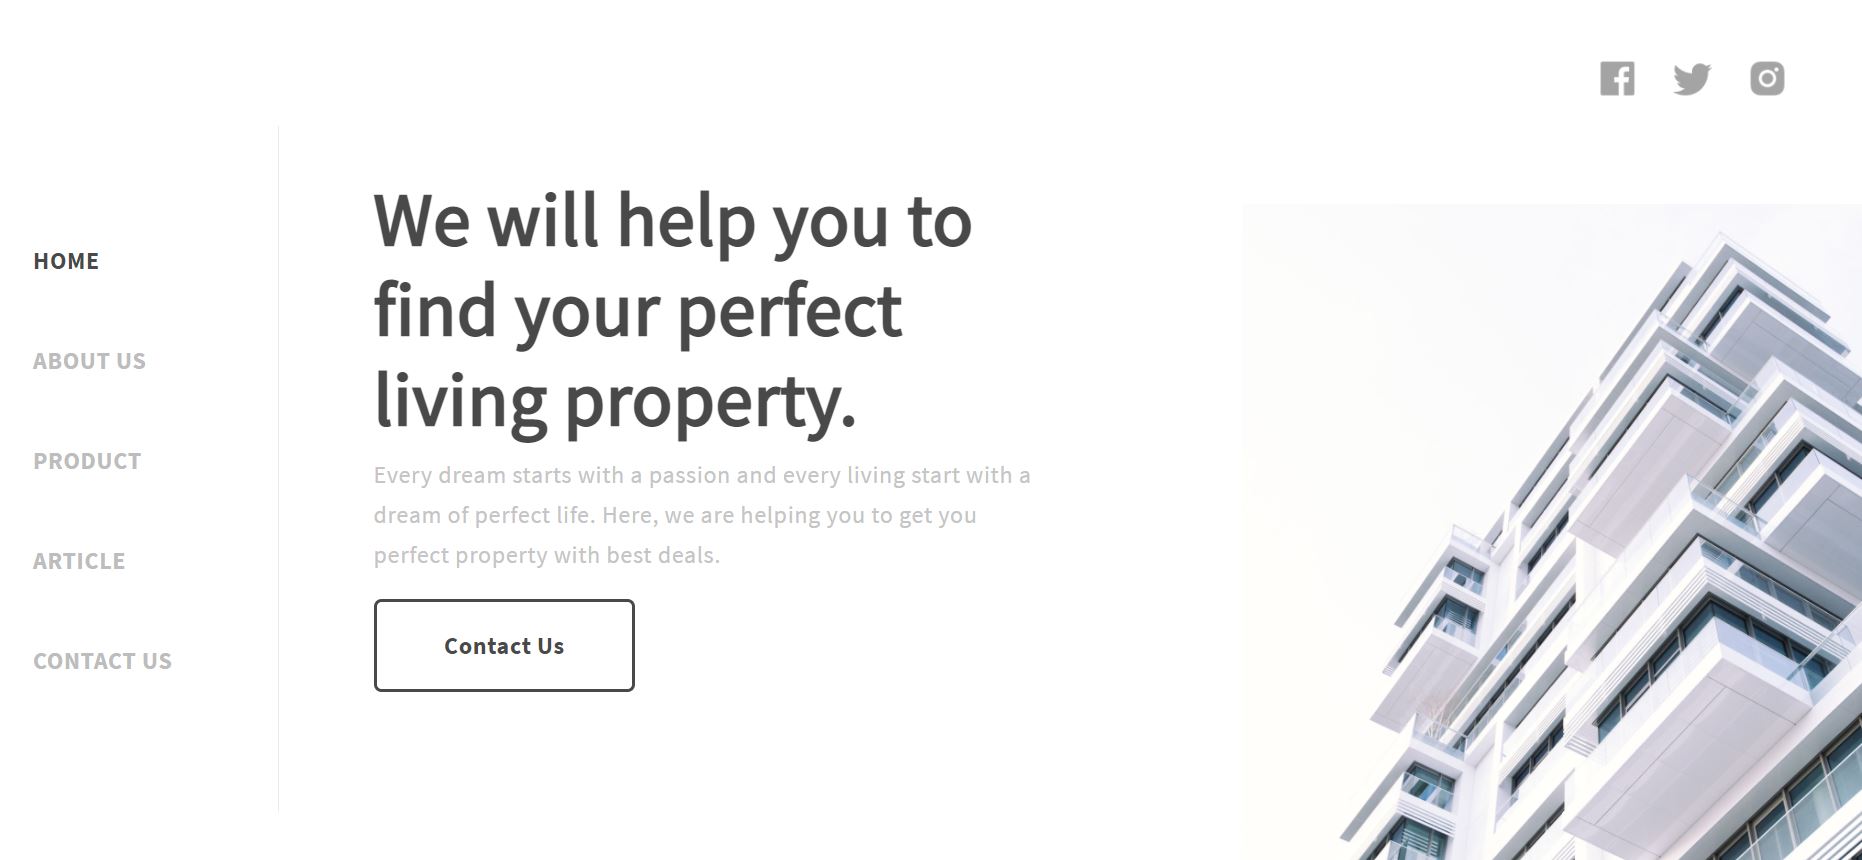 HOME
ABOUT US
PRODUCT
ARTICLE
CONTACT US
We will help you to
find your perfect
living property.
Every dream starts with a passion and every living start with a
dream of perfect life. Here, we are helping you to get you
perfect property with best deals.
Contact Us